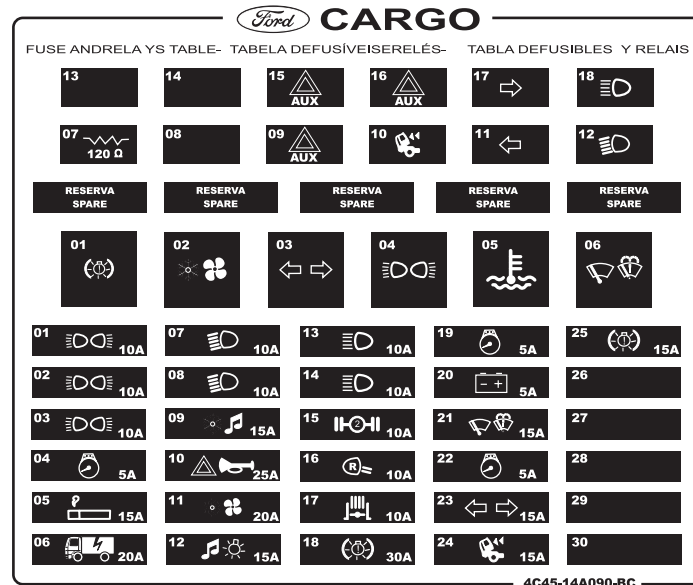 Ford CARGO
FUSE ANDRELA YS TABLE- TABELA DEFUSÍVEISERELÉS- TABLA DEFUSIBLES Y RELAIS
13 14 15 AUX 16 AUX 17 18
07 120 Ω 08 09 AUX 10 11 12
RESERVA RESERVA RESERVA RESERVA RESERVA
SPARE SPARE SPARE SPARE SPARE
01 02 03 04 05 06
01 10A 07 10A 13 10A 19 5A 25 15A
02 10A 08 10A 14 10A 20 - + 5A 26
03 10A 09 15A 15 2 10A 21 15A 27
04 5A 10 25A 16 R 10A 22 5A 28
05 15A 11 20A 17 10A 23 15A 29
06 20A 12 15A 18 30A 24 15A 30
4C45-14A090-BC